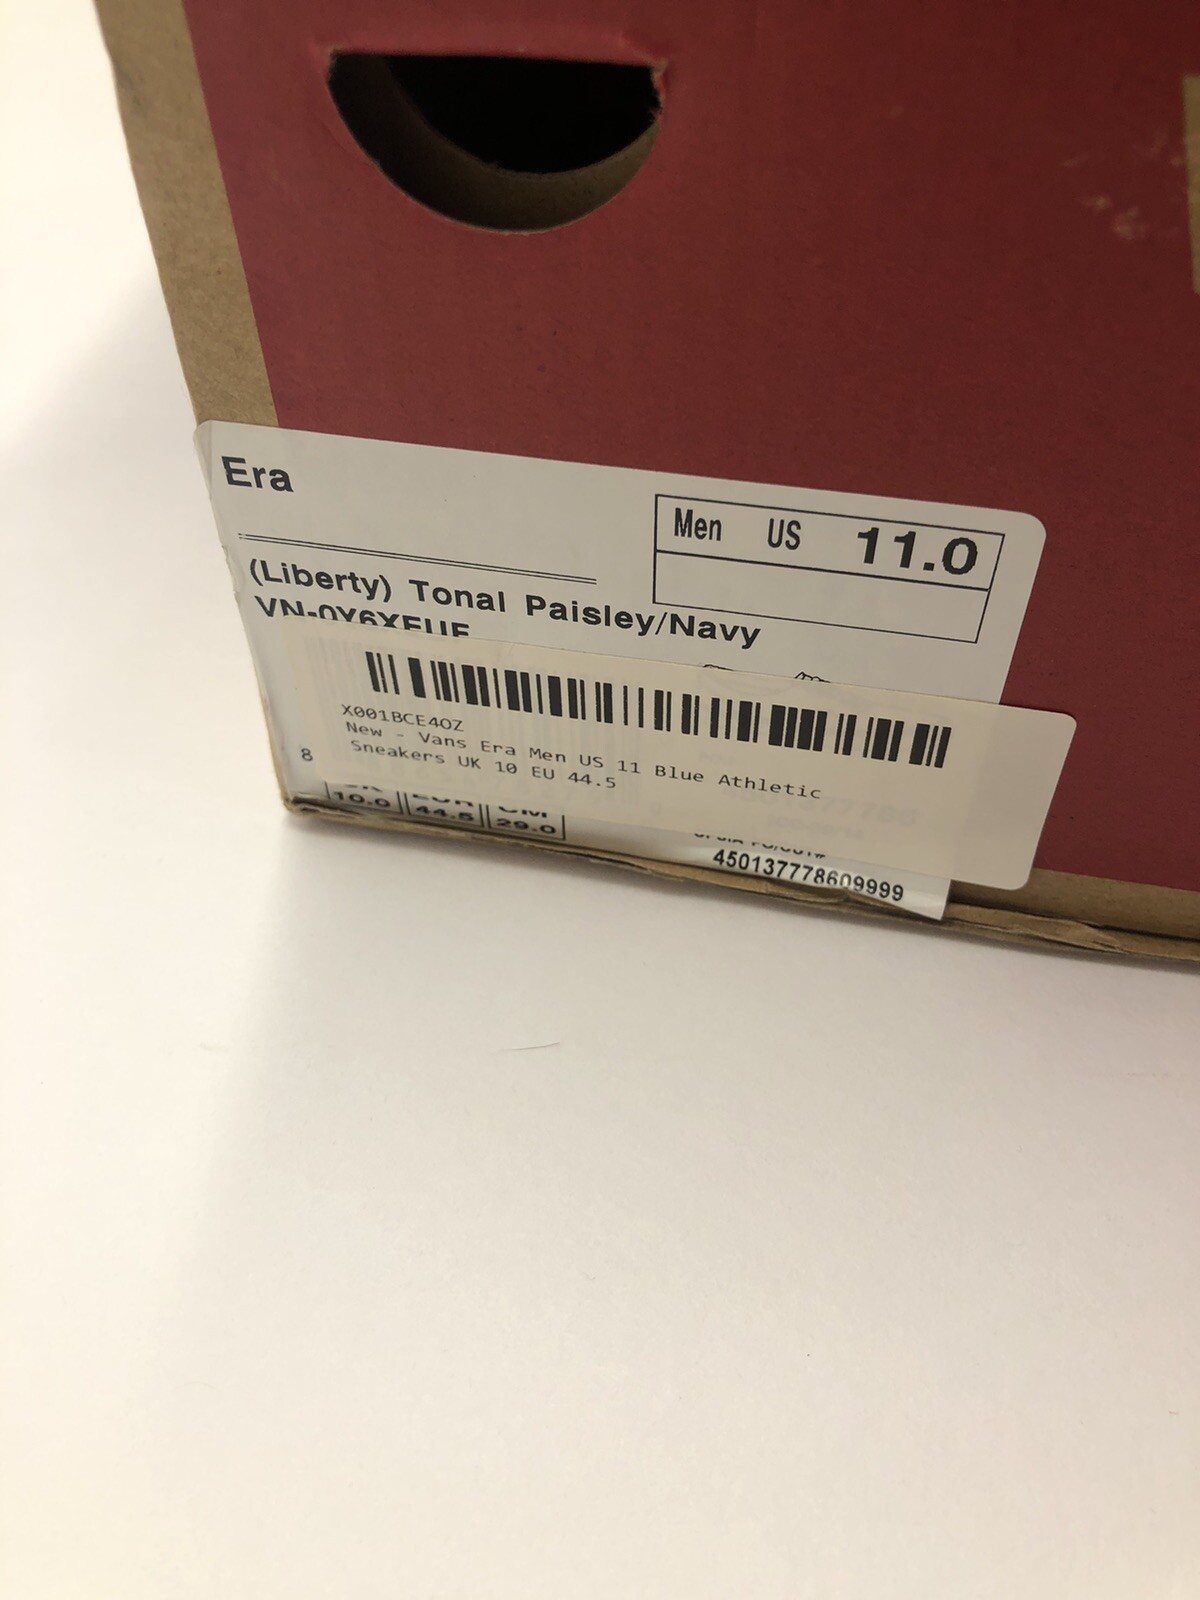 Era
Men US 11.0
(Liberty) Tonal Paisley/Navy
X001BCE4OZ
New - Vans Era Men US 11 Blue Athletic
Sneakers UK 10 EU 44.5
8
10.0 44.5 29.0
450137778609999